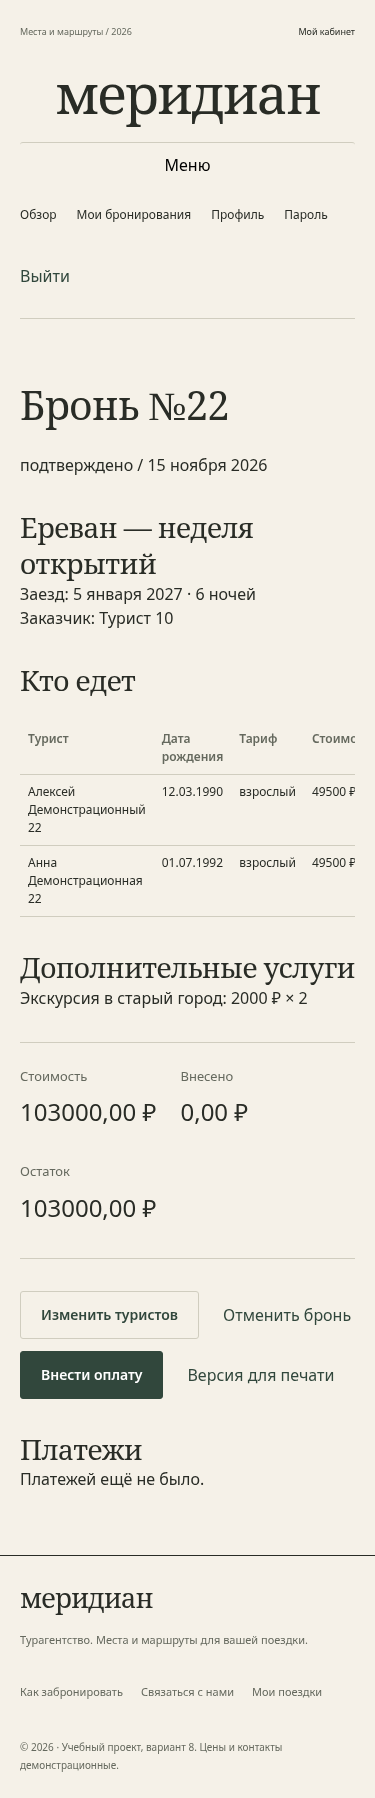 Места и маршруты / 2026 Мой кабинет
меридиан
Меню
Обзор Мои бронирования Профиль Пароль
Выйти
Бронь №22
подтверждено / 15 ноября 2026
Ереван — неделя
открытий
Заезд: 5 января 2027 · 6 ночей
Заказчик: Турист 10
Кто едет
Турист Дата Тариф Стоимо
рождения
Алексей 12.03.1990 взрослый 49500 ₽
Демонстрационный
22
Анна 01.07.1992 взрослый 49500 ₽
Демонстрационная
22
Дополнительные услуги
Экскурсия в старый город: 2000 ₽ × 2
Стоимость Внесено
103000,00 ₽ 0,00 ₽
Остаток
103000,00 ₽
Изменить туристов Отменить бронь
Внести оплату Версия для печати
Платежи
Платежей ещё не было.
меридиан
Турагентство. Места и маршруты для вашей поездки.
Как забронировать Связаться с нами Мои поездки
© 2026 · Учебный проект, вариант 8. Цены и контакты
демонстрационные.